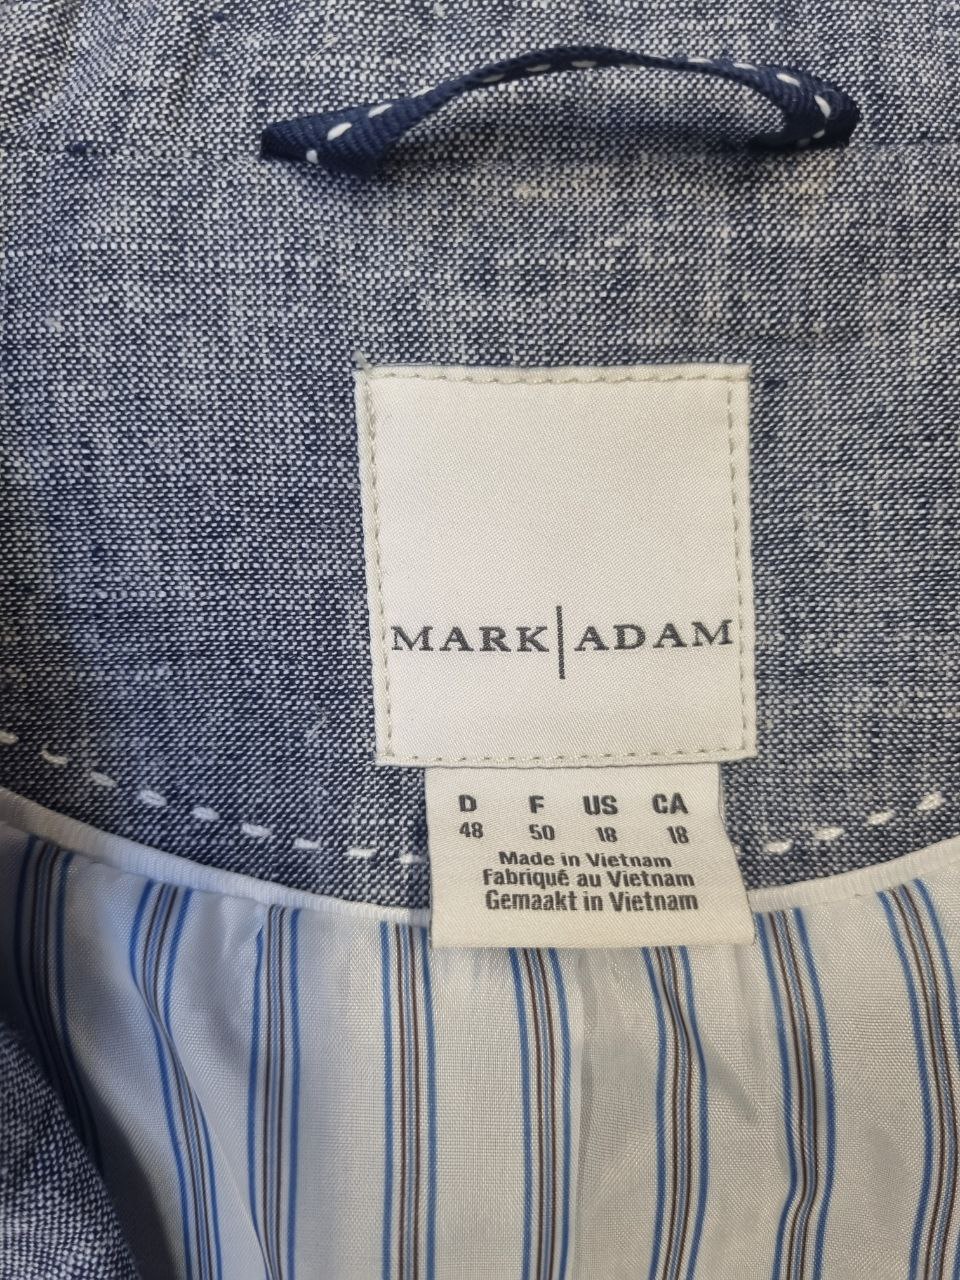 MARK|ADAM
D F US CA
48 50 18 18
Made in Vietnam
Fabriqué au Vietnam
Gemaakt in Vietnam